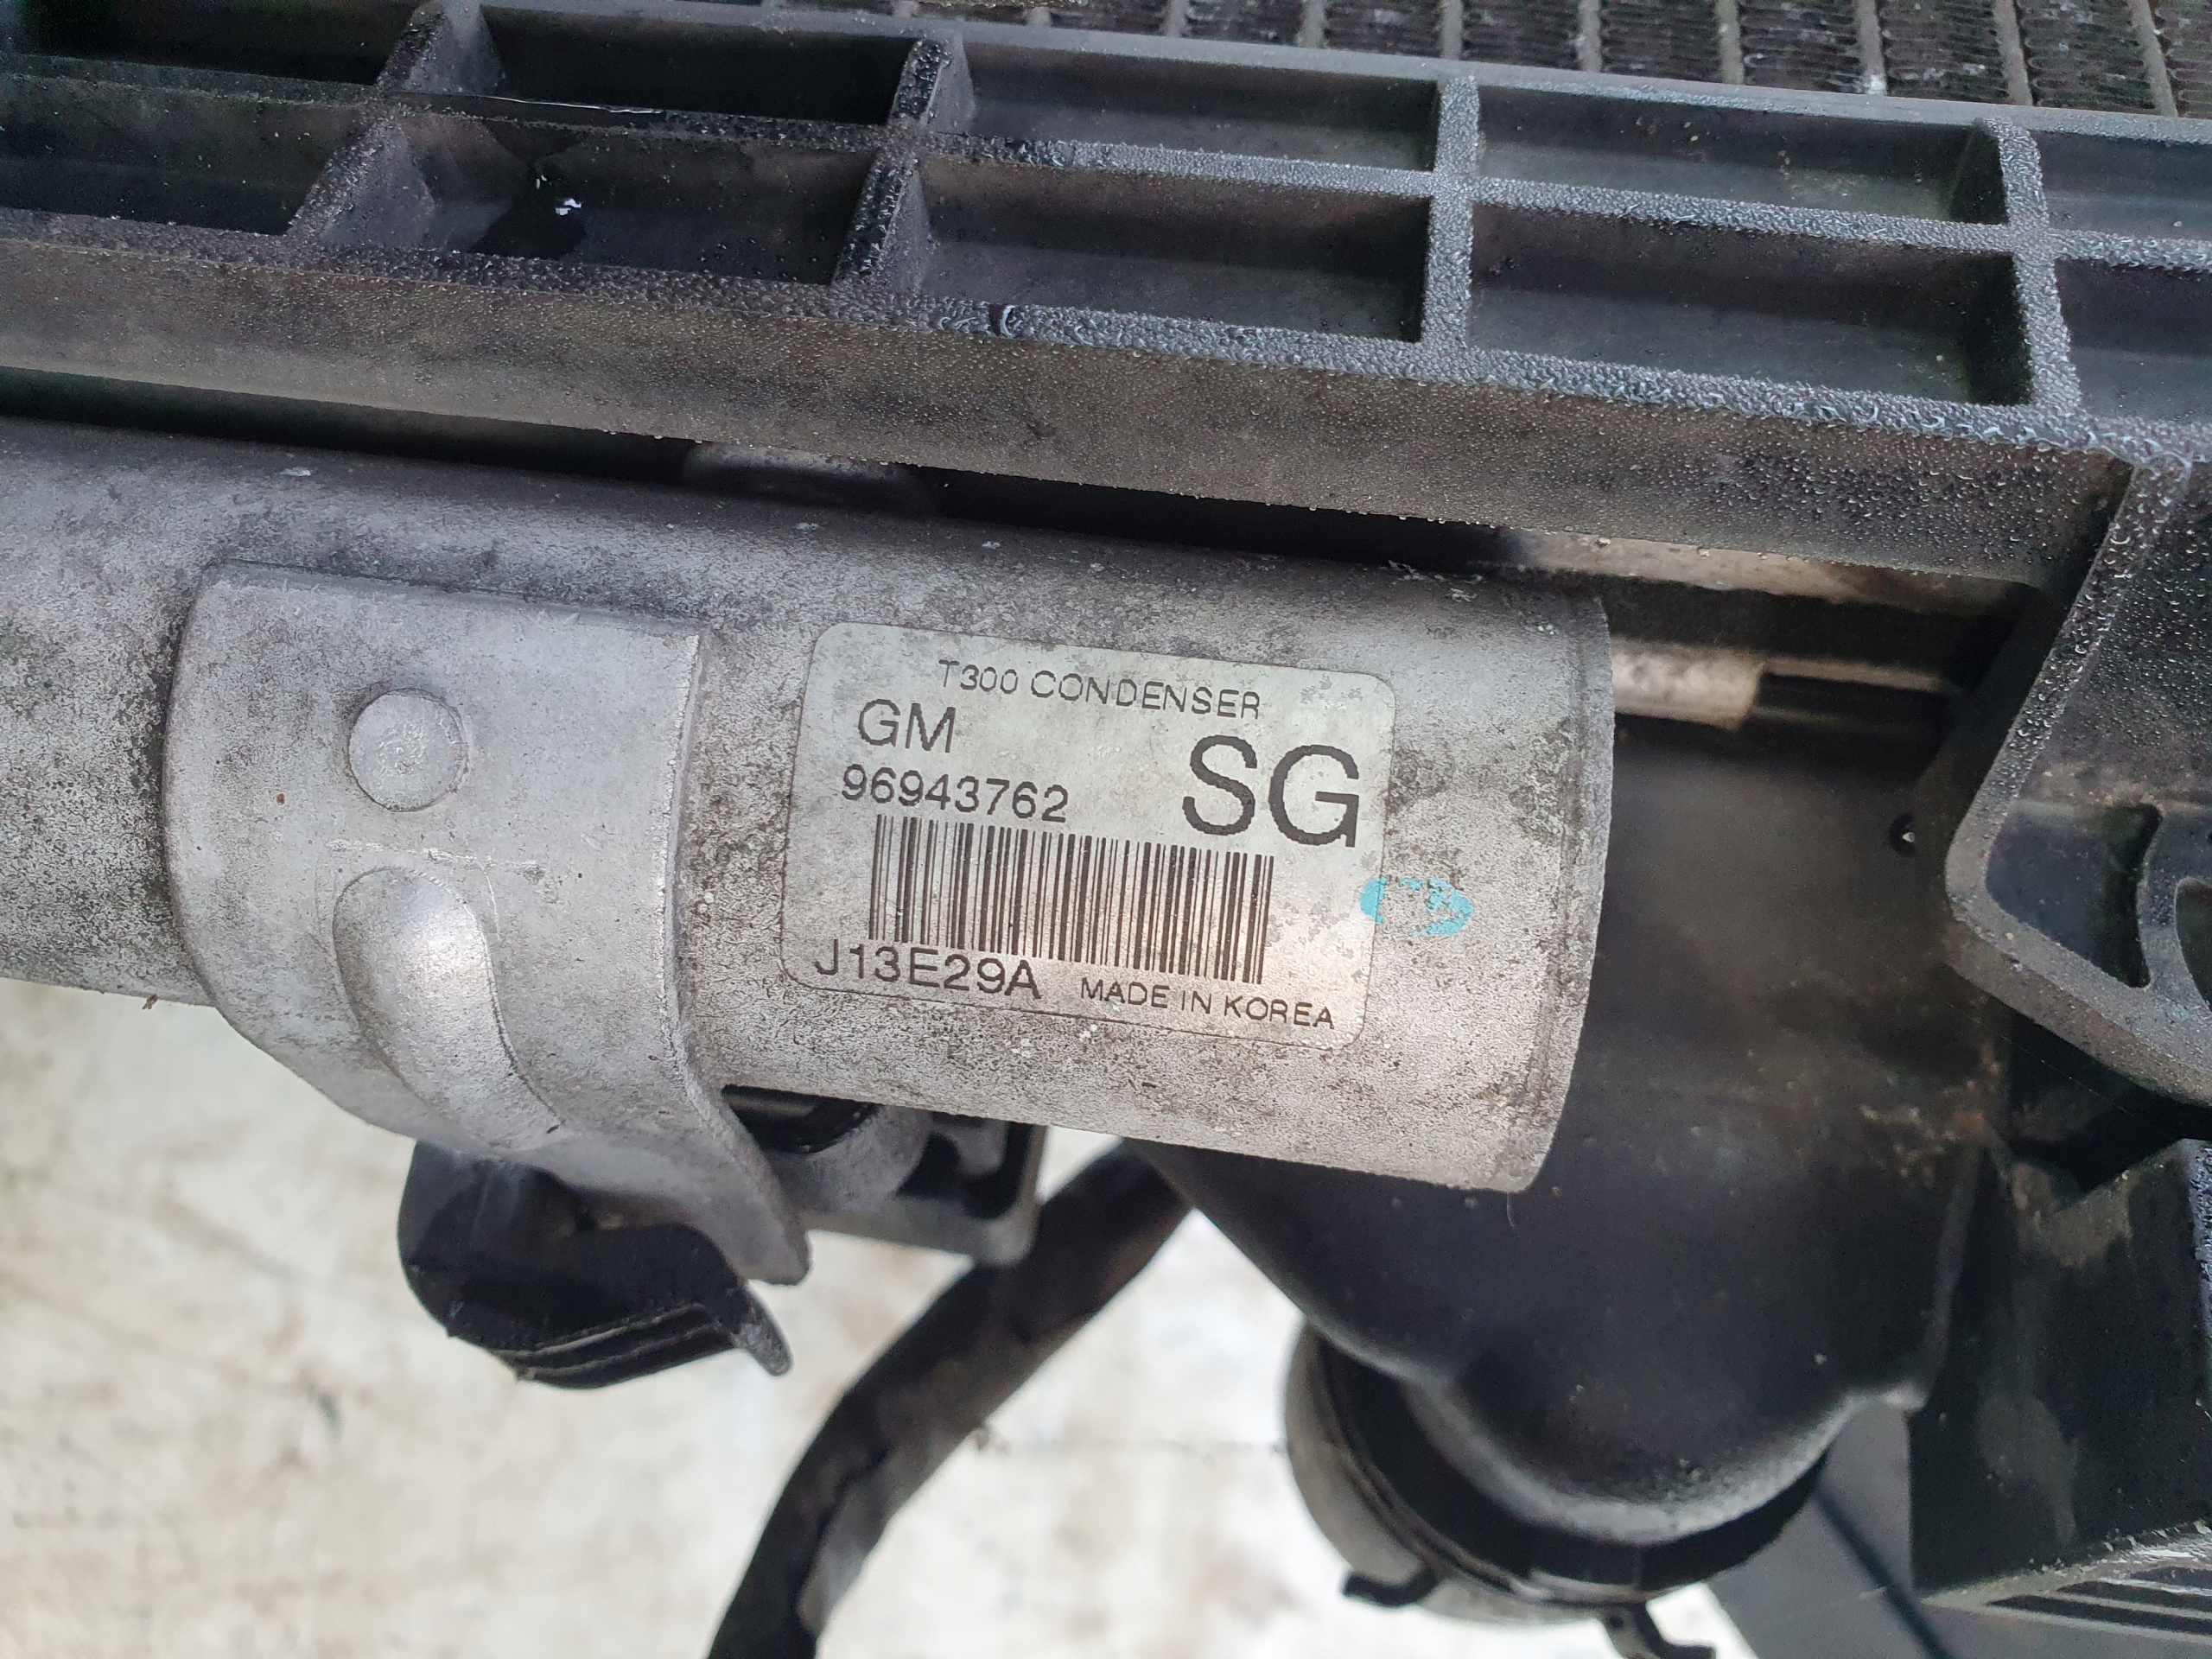 T300 CONDENSER
GM
96943762
SG
J13E29A MADE IN KOREA